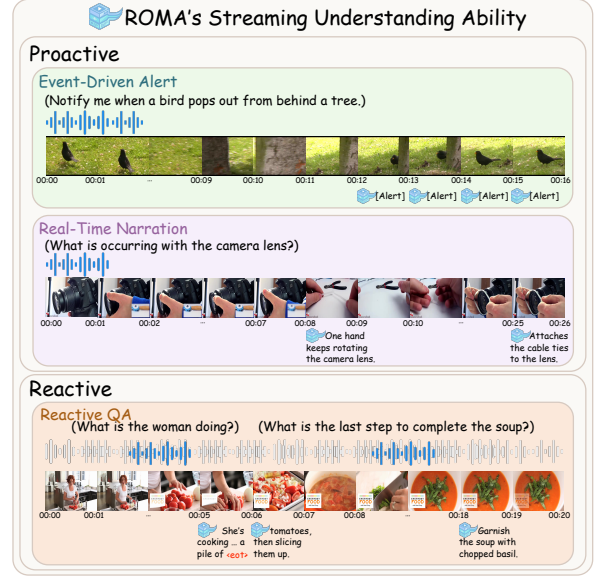 ROMA's Streaming Understanding Ability
Proactive
Event-Driven Alert
(Notify me when a bird pops out from behind a tree.)
00:00 00:01 ... 00:09 00:10 00:11 00:12 00:13 00:14 00:15 00:16
[Alert] [Alert] [Alert] [Alert]
Real-Time Narration
(What is occurring with the camera lens?)
00:00 00:01 00:02 ... 00:07 00:08 00:09 00:10 ... 00:25 00:26
One hand
keeps rotating
the camera lens.
Attaches
the cable ties
to the lens.
Reactive
Reactive QA
(What is the woman doing?) (What is the last step to complete the soup?)
00:00 00:01 ... 00:05 00:06 00:07 00:08 ... 00:18 00:19 00:20
She's
cooking ... a
pile of <eot>
tomatoes,
then slicing
them up.
Garnish
the soup with
chopped basil.